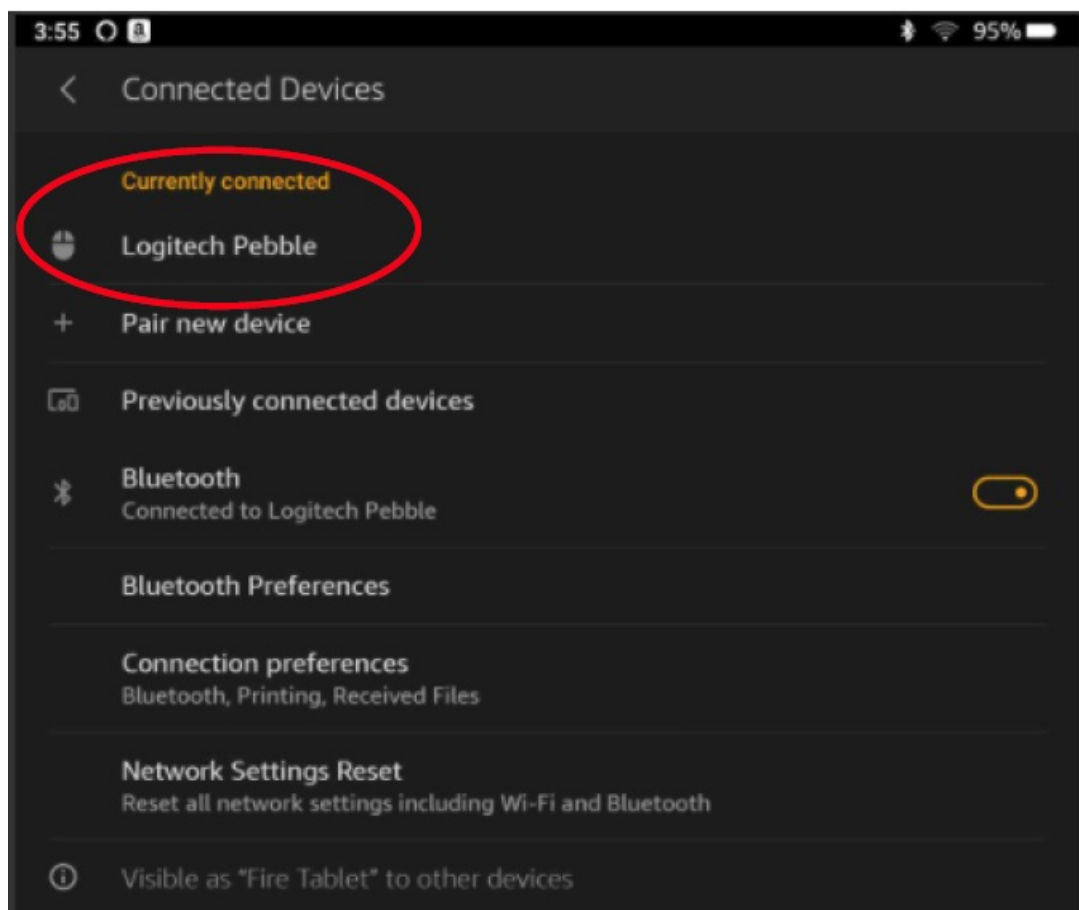 3:55 95%
Connected Devices
Currently connected
Logitech Pebble
Pair new device
Previously connected devices
Bluetooth
Connected to Logitech Pebble
Bluetooth Preferences
Connection preferences
Bluetooth, Printing, Received Files
Network Settings Reset
Reset all network settings including Wi-Fi and Bluetooth
Visible as "Fire Tablet" to other devices